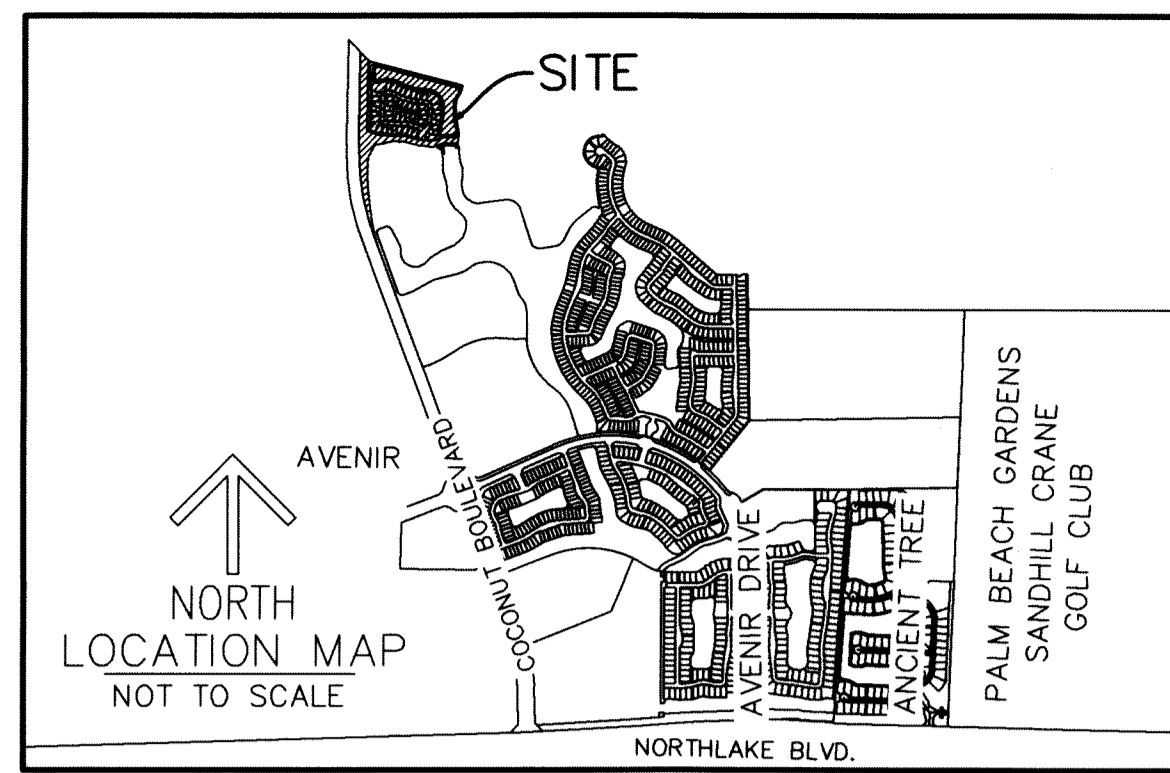 SITE
AVENIR
COCONUT BOULEVARD
NORTH
LOCATION MAP
NOT TO SCALE
AVENIR DRIVE
ANCIENT TREE
PALM BEACH GARDENS
SANDHILL CRANE
GOLF CLUB
NORTHLAKE BLVD.